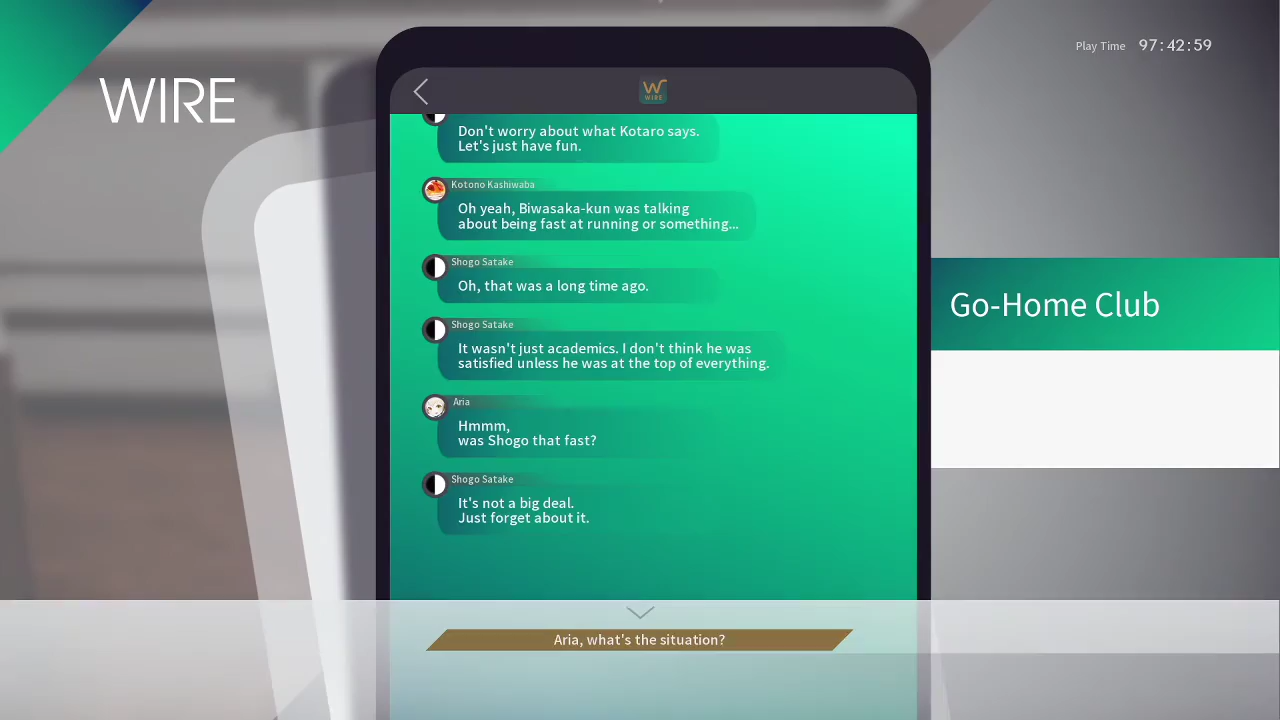 Play Time 97:42:59
WIRE
WIRE
Don't worry about what Kotaro says.
Let's just have fun.
Kotono Kashiwaba
Oh yeah, Biwasaka-kun was talking
about being fast at running or something...
Shogo Satake
Oh, that was a long time ago.
Shogo Satake
It wasn't just academics. I don't think he was
satisfied unless he was at the top of everything.
Aria
Hmmm,
was Shogo that fast?
Shogo Satake
It's not a big deal.
Just forget about it.
Go-Home Club
Aria, what's the situation?